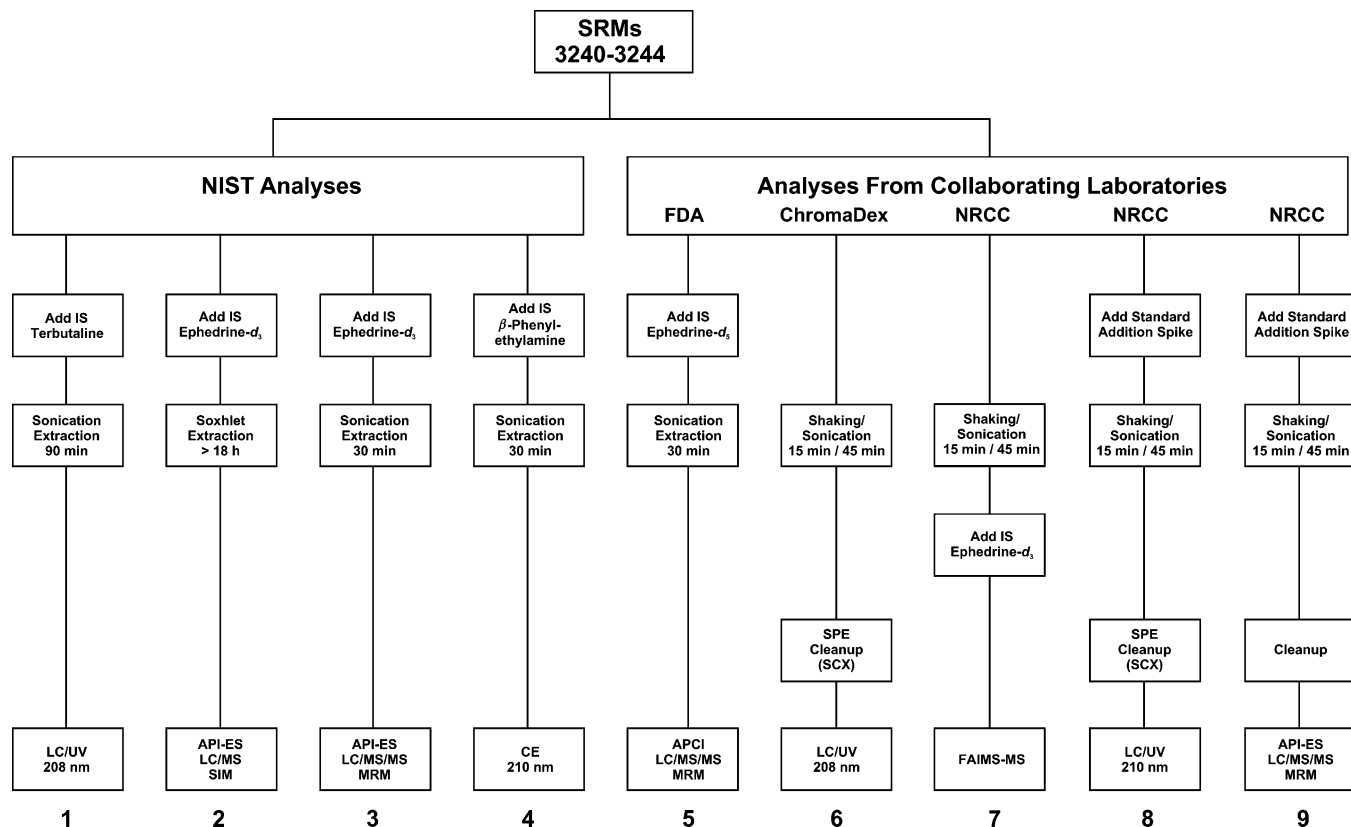 SRMs
3240-3244
NIST Analyses
Analyses From Collaborating Laboratories
FDA
ChromaDex
NRCC
NRCC
NRCC
Add IS
Terbutaline
Add IS
Ephedrine-d₃
Add IS
Ephedrine-d₃
Add IS
β-Phenyl-
ethylamine
Add IS
Ephedrine-d₅
Add Standard
Addition Spike
Add Standard
Addition Spike
Sonication
Extraction
90 min
Soxhlet
Extraction
> 18 h
Sonication
Extraction
30 min
Sonication
Extraction
30 min
Sonication
Extraction
30 min
Shaking/
Sonication
15 min / 45 min
Shaking/
Sonication
15 min / 45 min
Shaking/
Sonication
15 min / 45 min
Shaking/
Sonication
15 min / 45 min
Add IS
Ephedrine-d₃
SPE
Cleanup
(SCX)
SPE
Cleanup
(SCX)
Cleanup
LC/UV
208 nm
API-ES
LC/MS
SIM
API-ES
LC/MS/MS
MRM
CE
210 nm
APCI
LC/MS/MS
MRM
LC/UV
208 nm
FAIMS-MS
LC/UV
210 nm
API-ES
LC/MS/MS
MRM
1
2
3
4
5
6
7
8
9